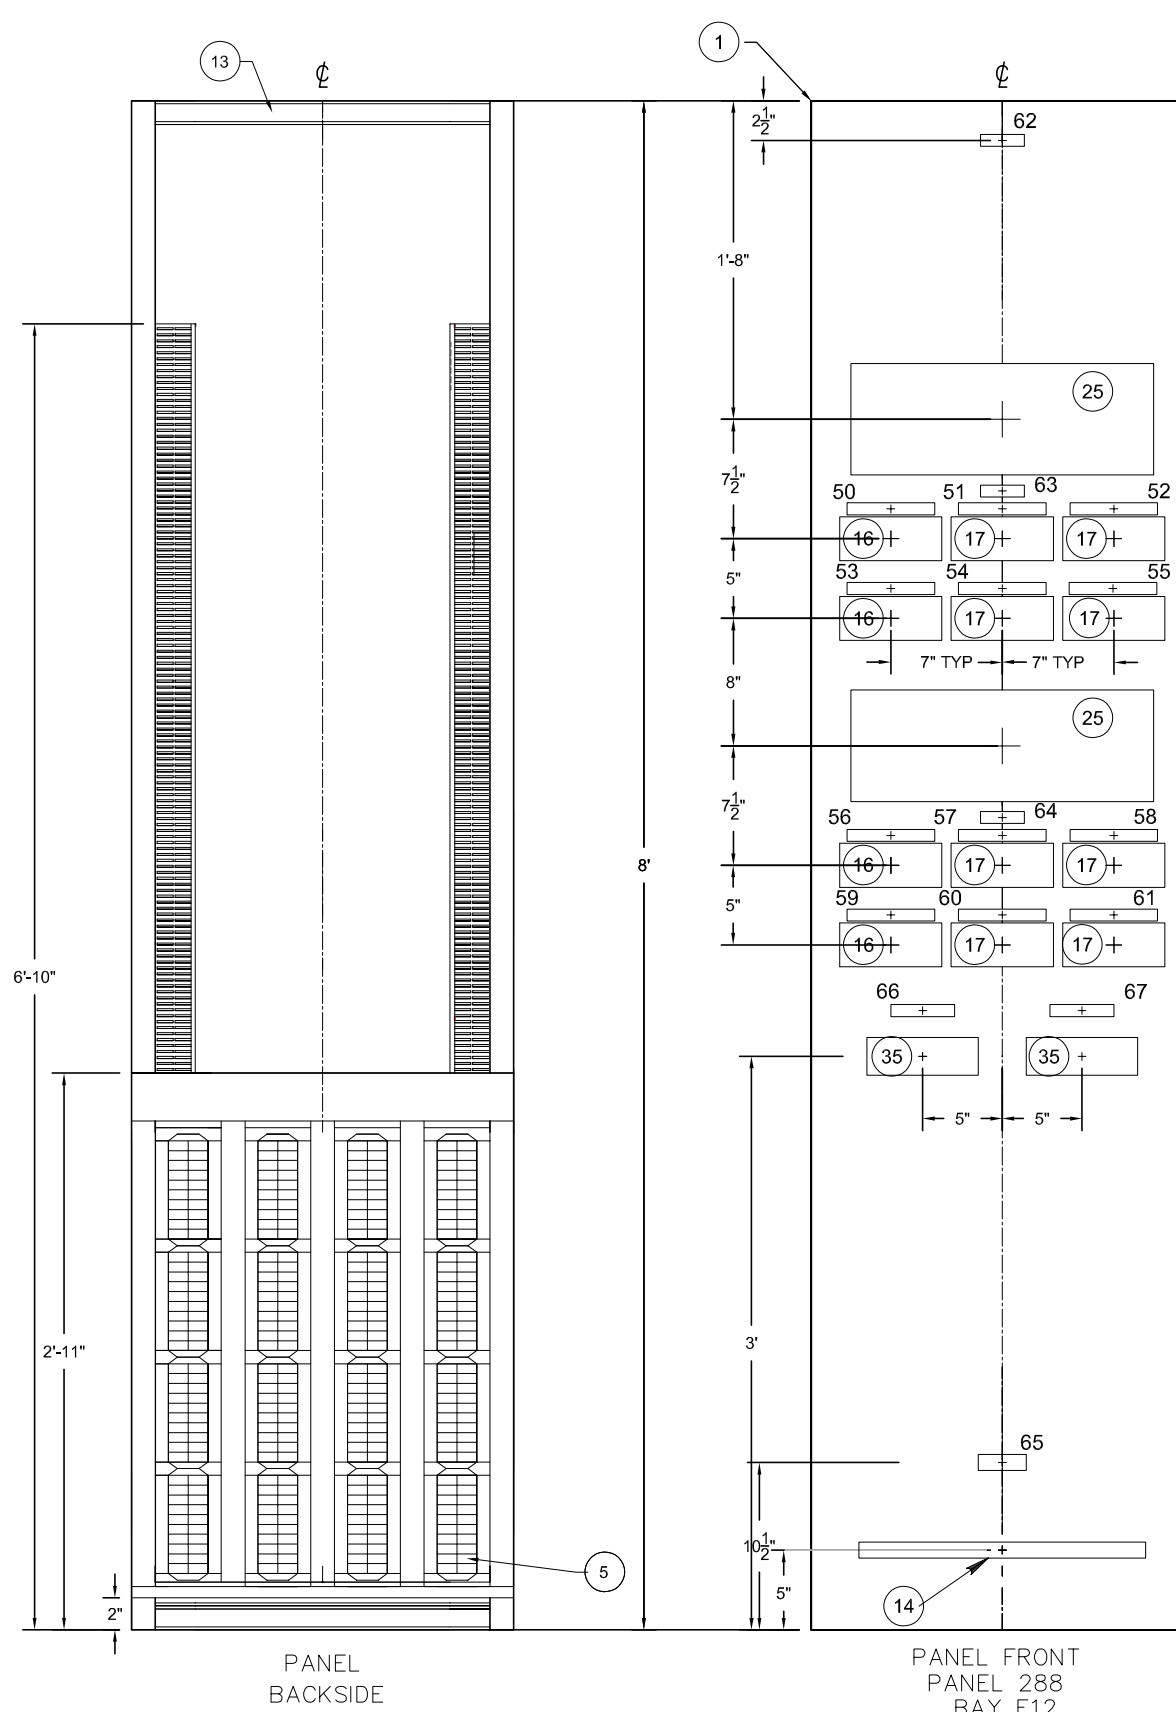 13
℄
6'-10"
2'-11"
2"
5
PANEL
BACKSIDE
8'
1
℄
2½"
62
1'-8"
25
7½"
63
50 51 52
16 17 17
5"
53 54 55
16 17 17
7" TYP 7" TYP
8"
25
7½"
64
56 57 58
16 17 17
5"
59 60 61
16 17 17
66 67
35 35
5" 5"
3'
65
10½"
5"
14
PANEL FRONT
PANEL 288
BAY F12